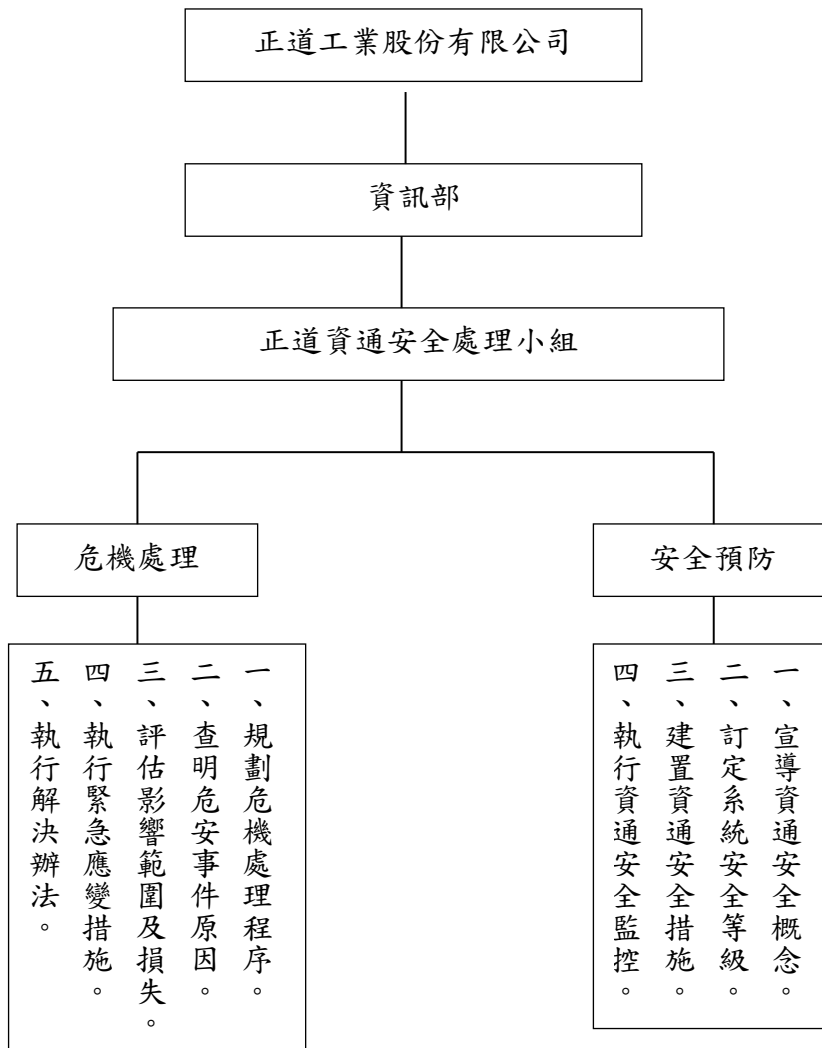 正道工業股份有限公司
資訊部
正道資通安全處理小組
危機處理
安全預防
一、規劃危機處理程序。
二、查明危安事件原因。
三、評估影響範圍及損失。
四、執行緊急應變措施。
五、執行解決辦法。
一、宣導資通安全概念。
二、訂定系統安全等級。
三、建置資通安全措施。
四、執行資通安全監控。